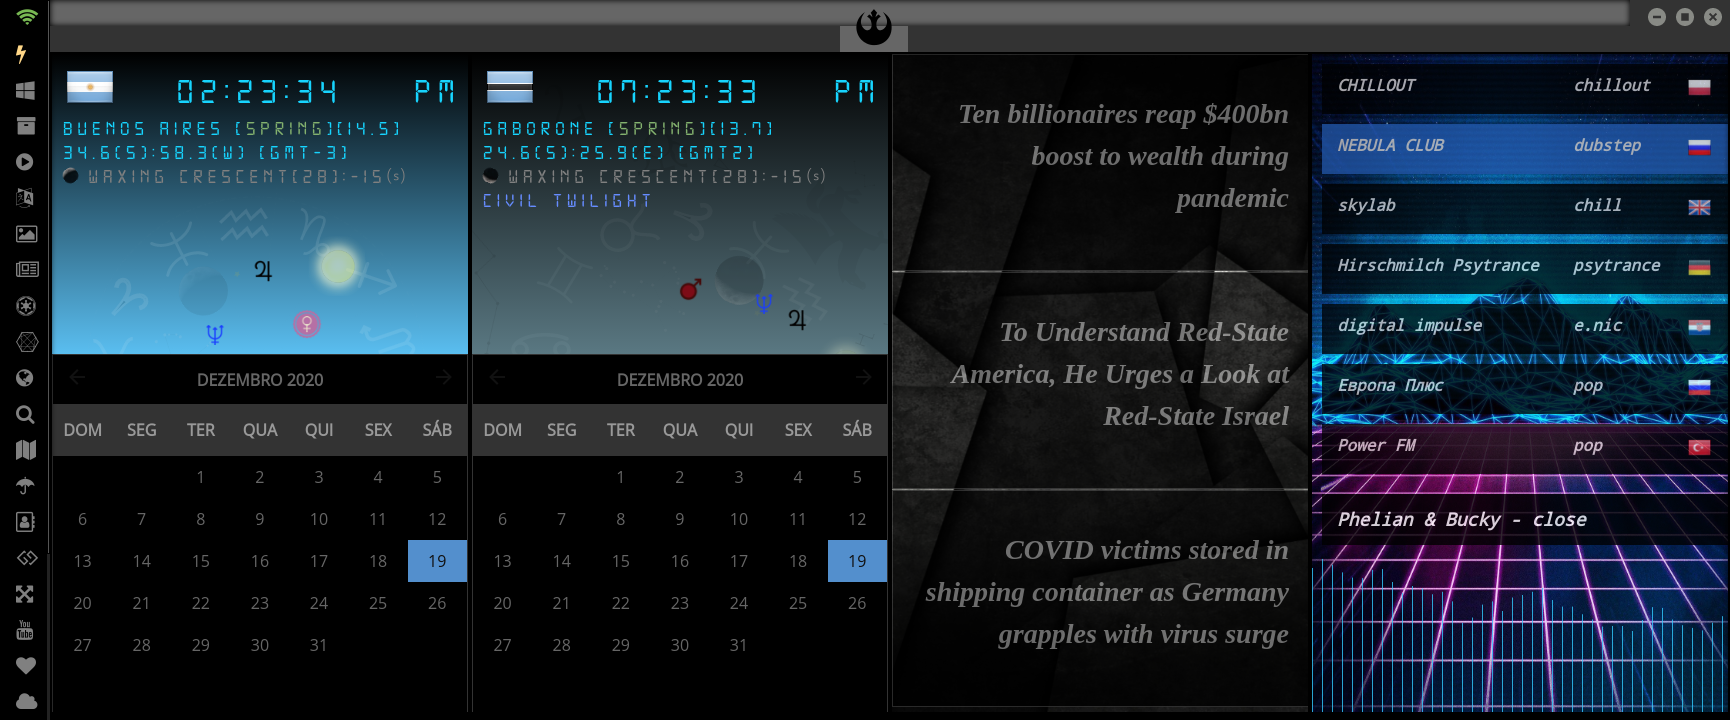 02:23:34 PM
BUENOS AIRES [SPRING][14.5]
34.6(S):58.3(W) [GMT-3]
WAXING CRESCENT[28]:-15(s)
DEZEMBRO 2020
DOM SEG TER QUA QUI SEX SÁB
1 2 3 4 5
6 7 8 9 10 11 12
13 14 15 16 17 18 19
20 21 22 23 24 25 26
27 28 29 30 31
07:23:33 PM
GABORONE [SPRING][13.7]
24.6(S):25.9(E) [GMT2]
WAXING CRESCENT[28]:-15(s)
CIVIL TWILIGHT
DEZEMBRO 2020
DOM SEG TER QUA QUI SEX SÁB
1 2 3 4 5
6 7 8 9 10 11 12
13 14 15 16 17 18 19
20 21 22 23 24 25 26
27 28 29 30 31
Ten billionaires reap $400bn
boost to wealth during
pandemic
To Understand Red-State
America, He Urges a Look at
Red-State Israel
COVID victims stored in
shipping container as Germany
grapples with virus surge
CHILLOUT chillout
NEBULA CLUB dubstep
skylab chill
Hirschmilch Psytrance psytrance
digital impulse e.nic
Европа Плюс pop
Power FM pop
Phelian & Bucky - close
You
Tube